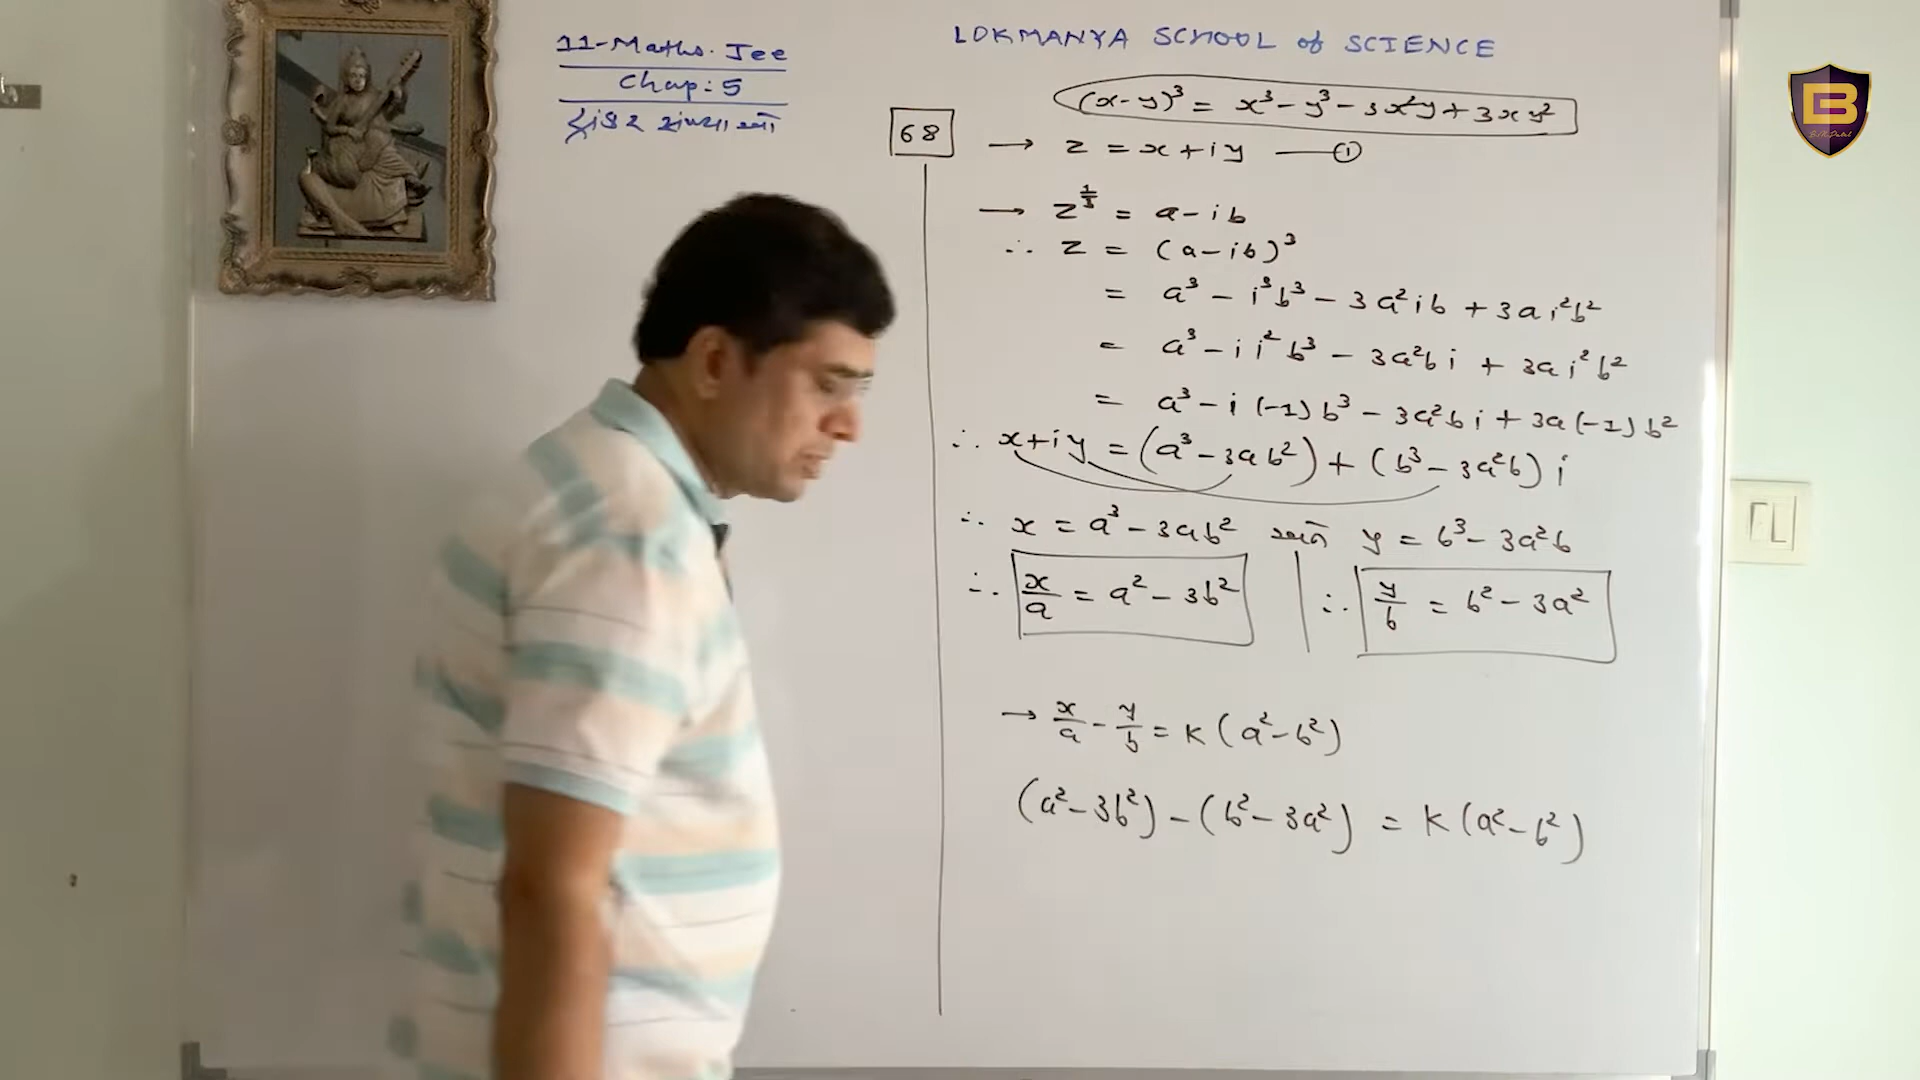 11-Maths. Jee
Chap: 5
સંકર સંખ્યાઓ
LOKMANYA SCHOOL of SCIENCE
(x-y)³ = x³ - y³ - 3x²y + 3xy²
68
→ z = x+iy —①
→ z^(1/3) = a-ib
∴ z = (a-ib)³
= a³ - i³b³ - 3a²ib + 3ai²b²
= a³ - i i²b³ - 3a²bi + 3ai²b²
= a³ - i(-1)b³ - 3a²bi + 3a(-1)b²
∴ x+iy = (a³ - 3ab²) + (b³ - 3a²b)i
∴ x = a³ - 3ab² અને y = b³ - 3a²b
∴ x/a = a² - 3b² ∴ y/b = b² - 3a²
→ x/a - y/b = K(a² - b²)
(a² - 3b²) - (b² - 3a²) = K(a² - b²)
B